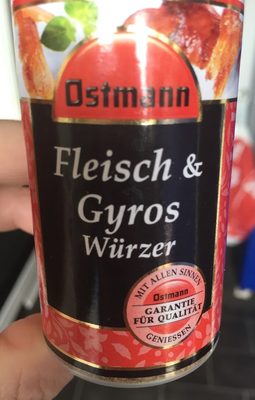 Ostmann
Fleisch &
Gyros
Würzer
MIT ALLEN SINNEN
Ostmann
GARANTIE
FÜR QUALITÄT
GENIESSEN